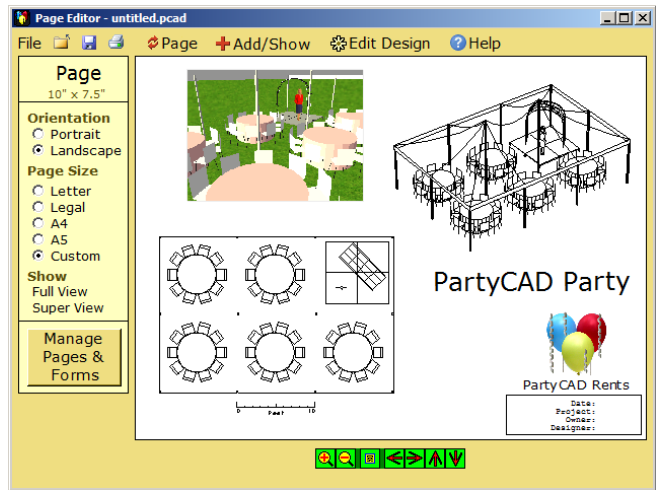 Page Editor - untitled.pcad
File Page Add/Show Edit Design Help
Page
10" x 7.5"
Orientation
Portrait
Landscape
Page Size
Letter
Legal
A4
A5
Custom
Show
Full View
Super View
Manage
Pages &
Forms
PartyCAD Party
PartyCAD Rents
Date:
Project:
Owner:
Designer:
0 Feet 10